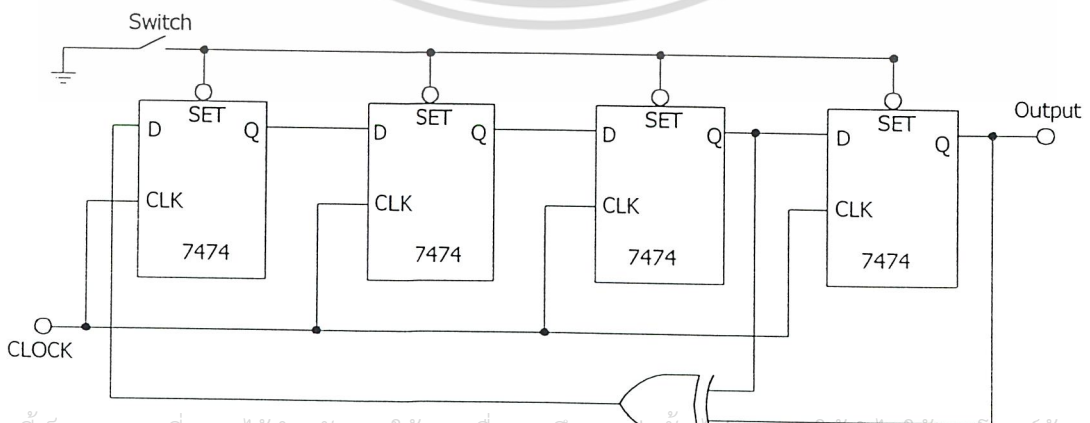 Switch
SET SET SET SET
D Q D Q D Q D Q
Output
CLK CLK CLK CLK
7474 7474 7474 7474
CLOCK